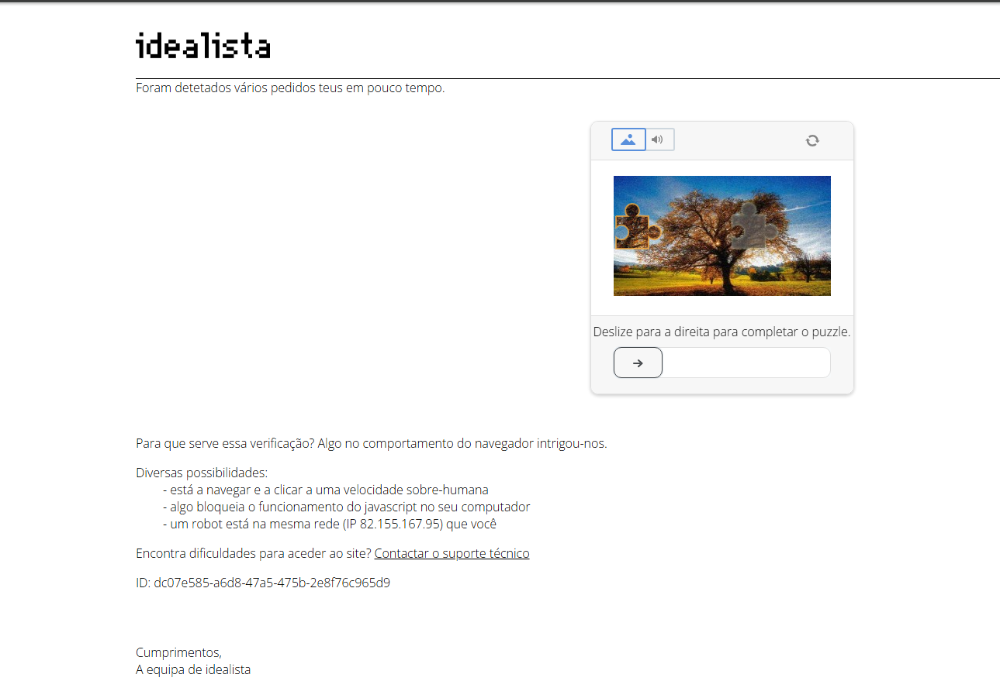 idealista
Foram detetados vários pedidos teus em pouco tempo.
Deslize para a direita para completar o puzzle.
Para que serve essa verificação? Algo no comportamento do navegador intrigou-nos.
Diversas possibilidades:
- está a navegar e a clicar a uma velocidade sobre-humana
- algo bloqueia o funcionamento do javascript no seu computador
- um robot está na mesma rede (IP 82.155.167.95) que você
Encontra dificuldades para aceder ao site? Contactar o suporte técnico
ID: dc07e585-a6d8-47a5-475b-2e8f76c965d9
Cumprimentos,
A equipa de idealista